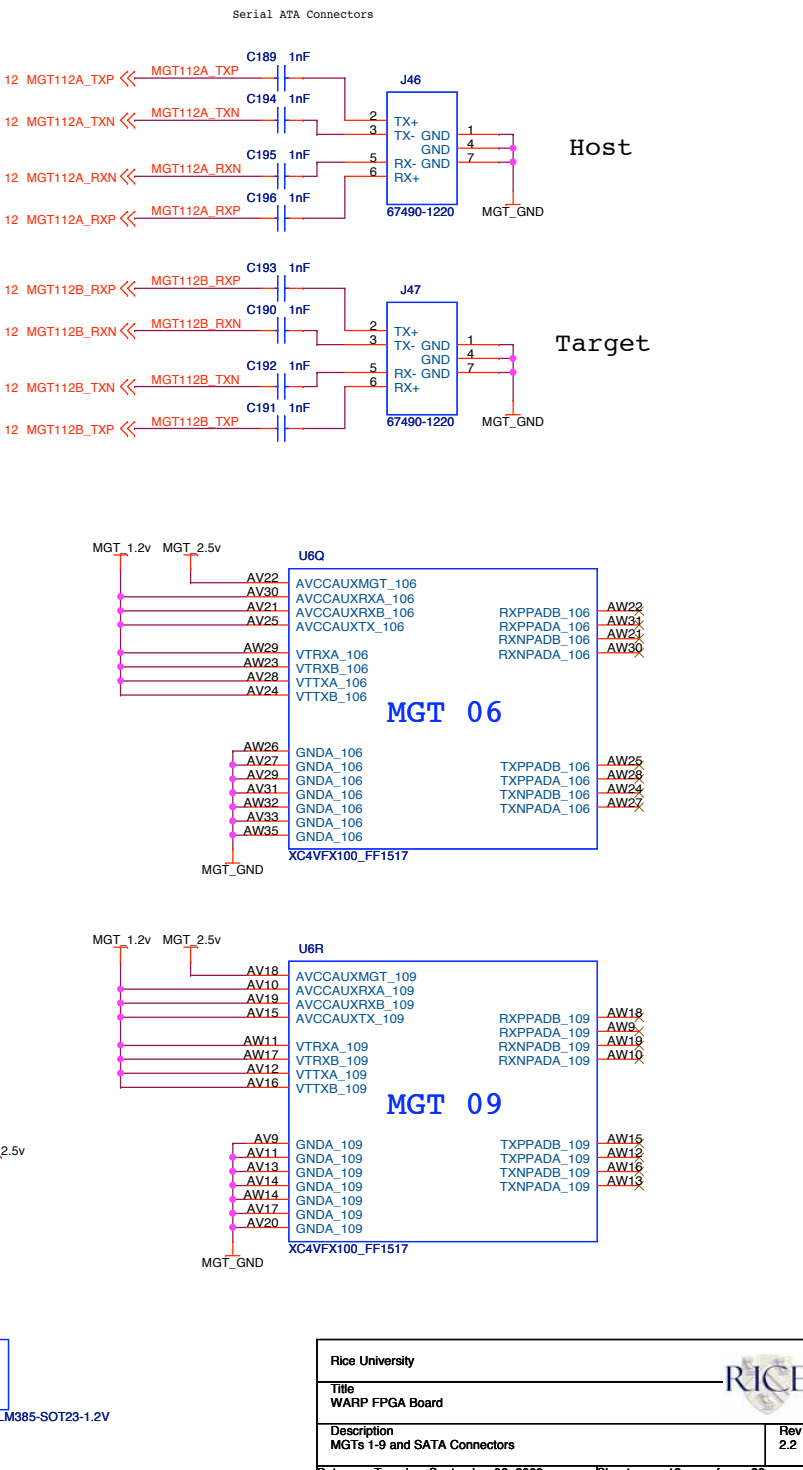 Serial ATA Connectors
C189 1nF
12 MGT112A_TXP MGT112A_TXP
J46
C194 1nF
12 MGT112A_TXN MGT112A_TXN
2 TX+
3 TX- GND 1
GND 4
Host
C195 1nF
5 RX- GND 7
12 MGT112A_RXN MGT112A_RXN
6 RX+
C196 1nF
12 MGT112A_RXP MGT112A_RXP
67490-1220
MGT_GND
C193 1nF
12 MGT112B_RXP MGT112B_RXP
J47
C190 1nF
12 MGT112B_RXN MGT112B_RXN
2 TX+
3 TX- GND 1
GND 4
Target
C192 1nF
5 RX- GND 7
12 MGT112B_TXN MGT112B_TXN
6 RX+
C191 1nF
12 MGT112B_TXP MGT112B_TXP
67490-1220
MGT_GND
MGT_1.2v MGT_2.5v
U6Q
AV22 AVCCAUXMGT_106
AV30 AVCCAUXRXA_106
AV21 AVCCAUXRXB_106
AV25 AVCCAUXTX_106
RXPPADB_106 AW22
RXPPADA_106 AW31
RXNPADB_106 AW21
RXNPADA_106 AW30
AW29 VTRXA_106
AW23 VTRXB_106
AV28 VTTXA_106
AV24 VTTXB_106
MGT 06
AW26 GNDA_106
AV27 GNDA_106
AV29 GNDA_106
AV31 GNDA_106
AW32 GNDA_106
AV33 GNDA_106
AW35 GNDA_106
TXPPADB_106 AW25
TXPPADA_106 AW28
TXNPADB_106 AW24
TXNPADA_106 AW27
XC4VFX100_FF1517
MGT_GND
MGT_1.2v MGT_2.5v
U6R
AV18 AVCCAUXMGT_109
AV10 AVCCAUXRXA_109
AV19 AVCCAUXRXB_109
AV15 AVCCAUXTX_109
RXPPADB_109 AW18
RXPPADA_109 AW9
RXNPADB_109 AW19
RXNPADA_109 AW10
AW11 VTRXA_109
AW17 VTRXB_109
AV12 VTTXA_109
AV16 VTTXB_109
MGT 09
AV9 GNDA_109
AV11 GNDA_109
AV13 GNDA_109
AV14 GNDA_109
AW14 GNDA_109
AV17 GNDA_109
AV20 GNDA_109
TXPPADB_109 AW15
TXPPADA_109 AW12
TXNPADB_109 AW16
TXNPADA_109 AW13
2.5v
XC4VFX100_FF1517
MGT_GND
LM385-SOT23-1.2V
Rice University
RICE
Title
WARP FPGA Board
Description
MGTs 1-9 and SATA Connectors
Rev
2.2